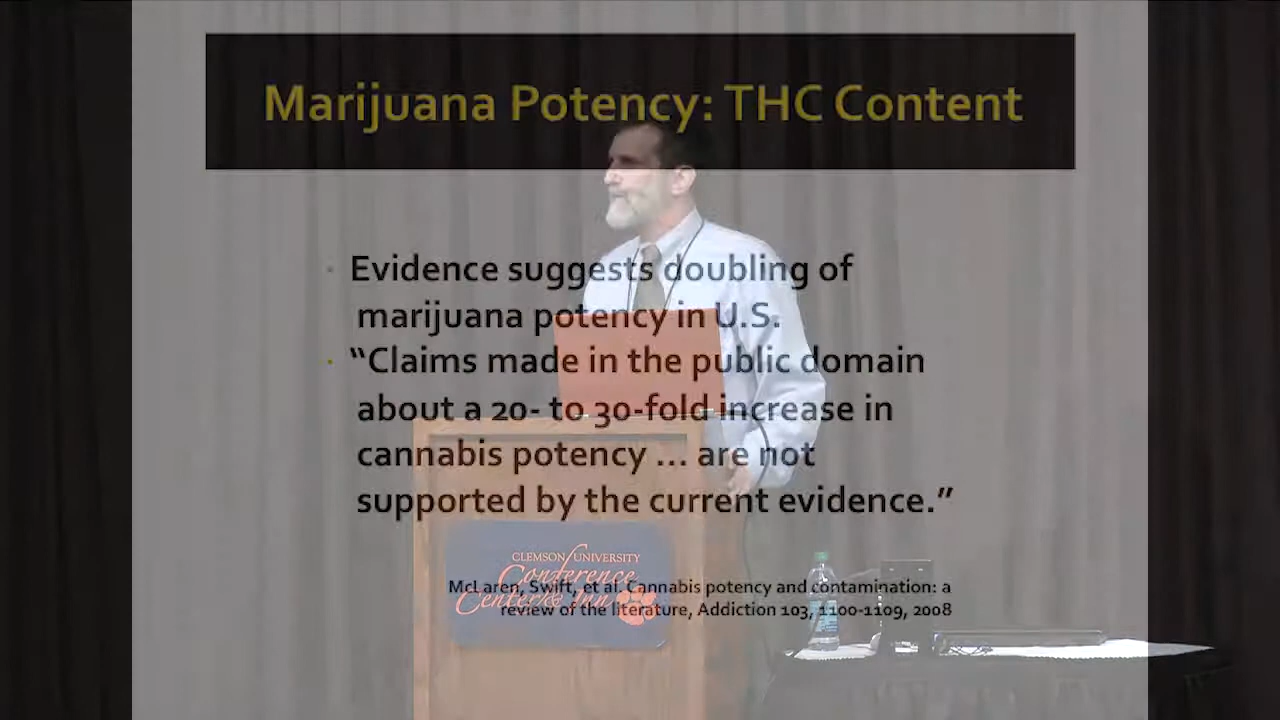 Marijuana Potency: THC Content
Evidence suggests doubling of
marijuana potency in U.S.
“Claims made in the public domain
about a 20- to 30-fold increase in
cannabis potency ... are not
supported by the current evidence.”
CLEMSON UNIVERSITY
Conference
Center & Inn
McLaren, Swift, et al. Cannabis potency and contamination: a
review of the literature, Addiction 103, 1100-1109, 2008